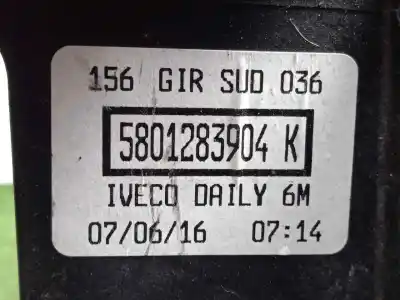 156 GIR SUD 036
5801283904 K
IVECO DAILY 6M
07/06/16 07:14